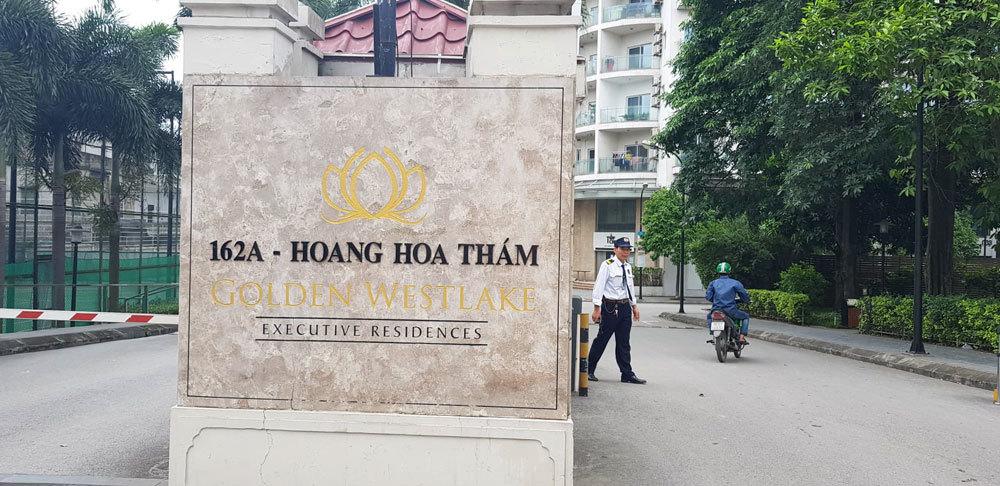 162A - HOANG HOA THÁM
GOLDEN WESTLAKE
EXECUTIVE RESIDENCES